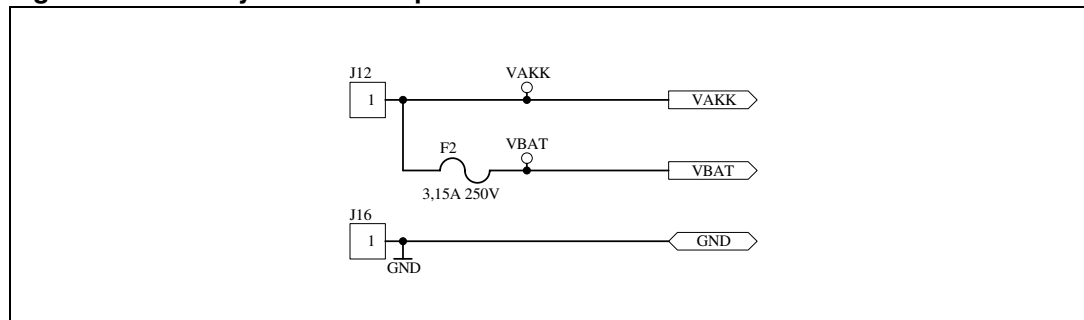 J12
1
VAKK
VAKK
F2
3,15A 250V
VBAT
VBAT
J16
1
GND
GND